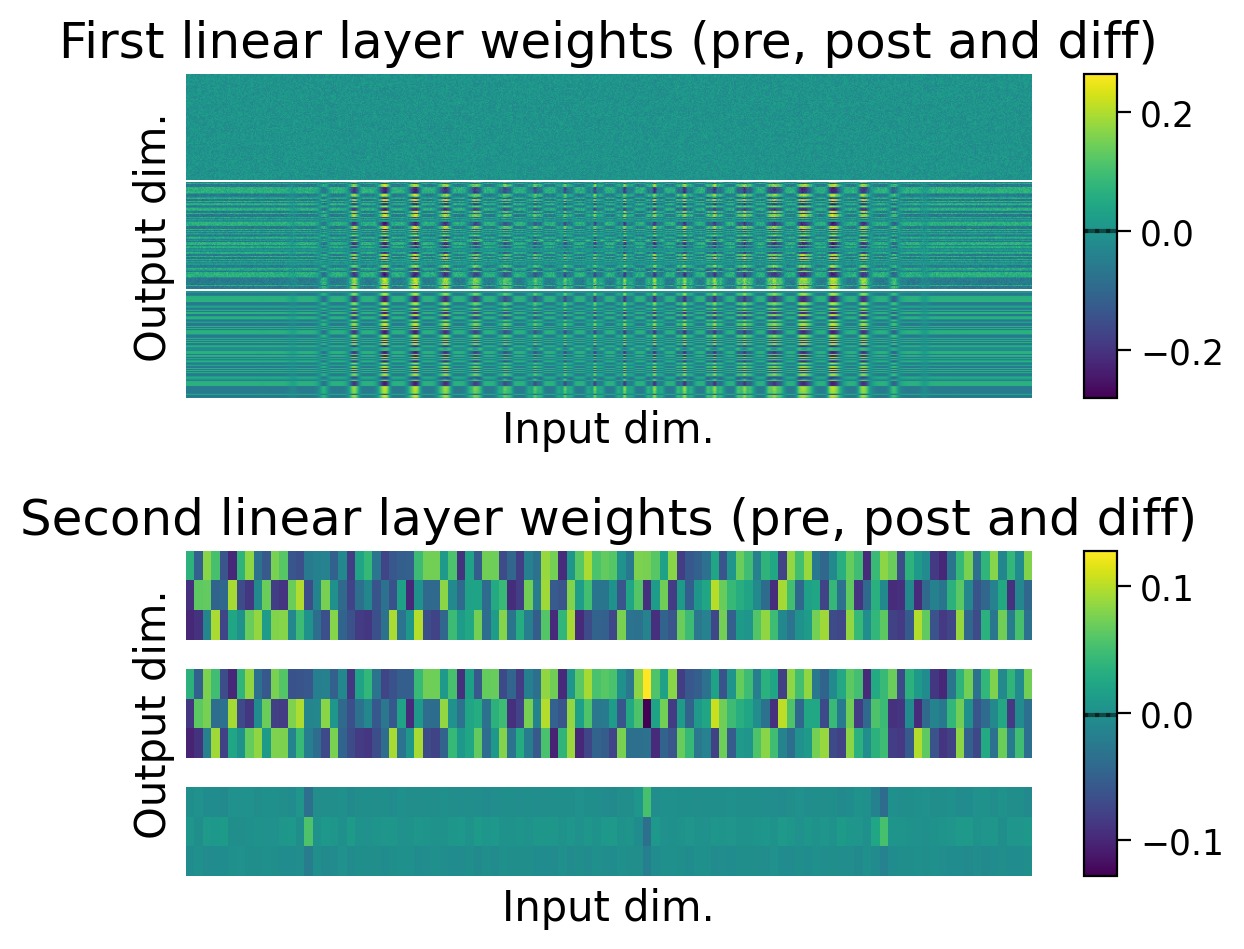 First linear layer weights (pre, post and diff)
Output dim.
0.2
0.0
−0.2
Input dim.
Second linear layer weights (pre, post and diff)
Output dim.
0.1
0.0
−0.1
Input dim.